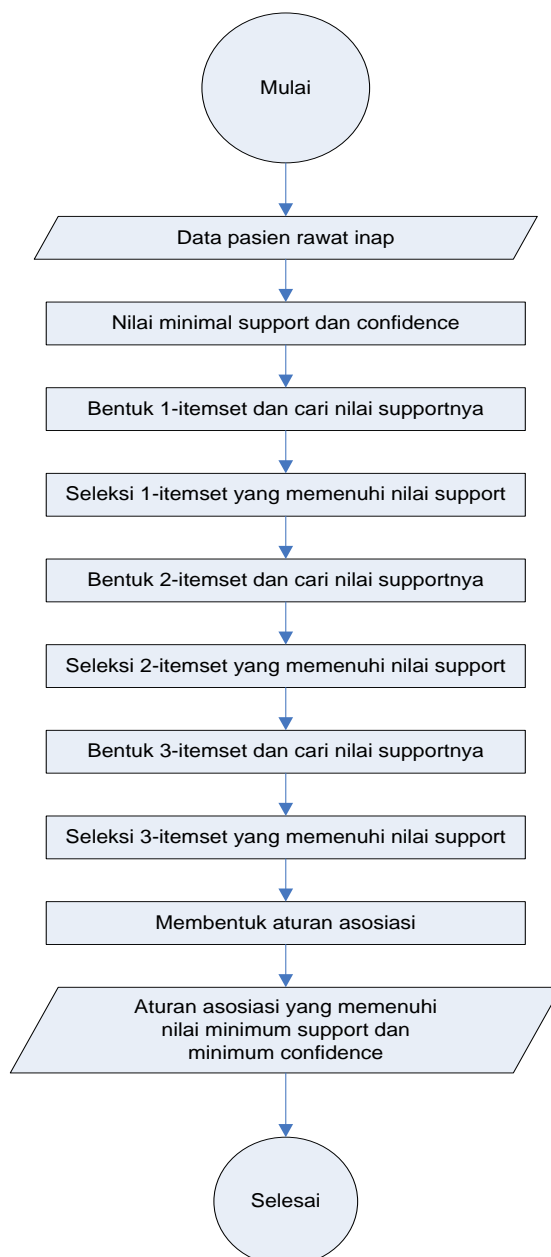 Mulai
Data pasien rawat inap
Nilai minimal support dan confidence
Bentuk 1-itemset dan cari nilai supportnya
Seleksi 1-itemset yang memenuhi nilai support
Bentuk 2-itemset dan cari nilai supportnya
Seleksi 2-itemset yang memenuhi nilai support
Bentuk 3-itemset dan cari nilai supportnya
Seleksi 3-itemset yang memenuhi nilai support
Membentuk aturan asosiasi
Aturan asosiasi yang memenuhi
nilai minimum support dan
minimum confidence
Selesai